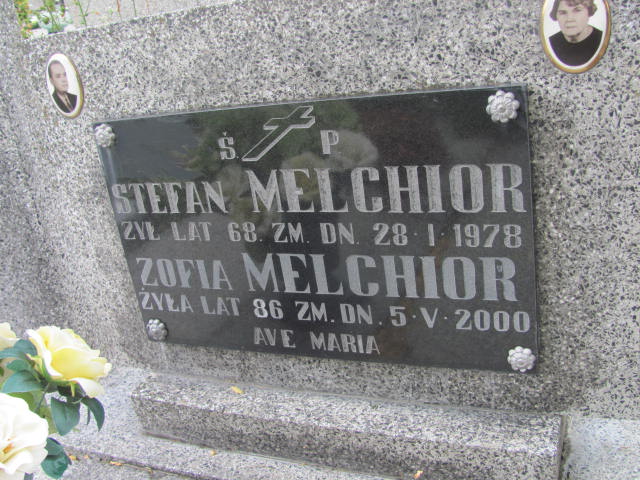 Ś. P
STEFAN MELCHIOR
ŻYŁ LAT 68. ZM. DN. 28·I·1978
ZOFIA MELCHIOR
ŻYŁA LAT 86 ZM. DN. 5·V·2000
AVE MARIA